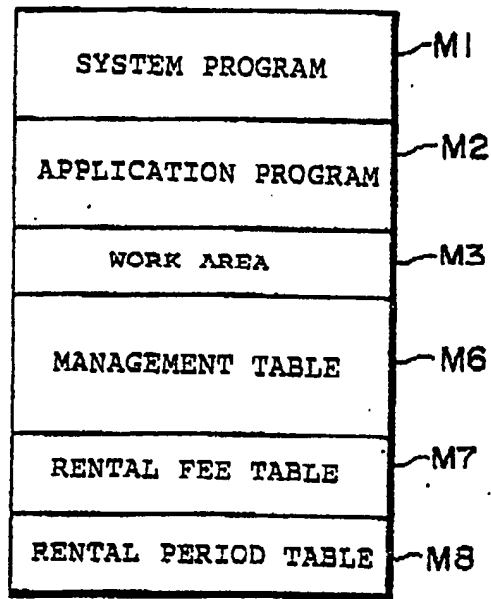 SYSTEM PROGRAM M1
APPLICATION PROGRAM M2
WORK AREA M3
MANAGEMENT TABLE M6
RENTAL FEE TABLE M7
RENTAL PERIOD TABLE M8